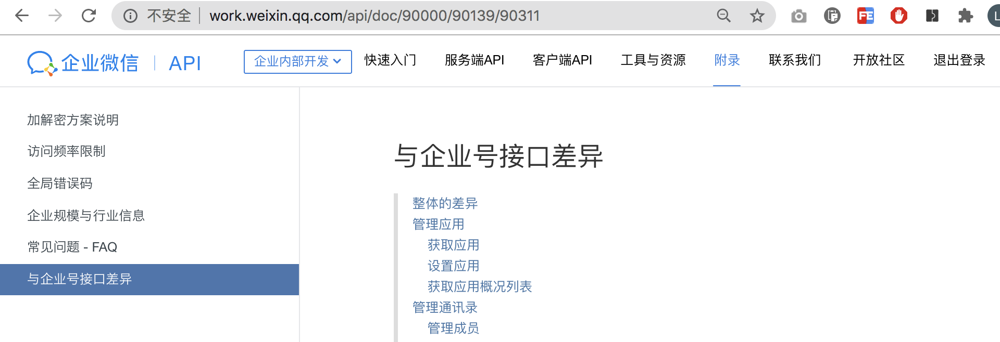 不安全 work.weixin.qq.com/api/doc/90000/90139/90311
FE
L
企业微信 API 企业内部开发 快速入门 服务端API 客户端API 工具与资源 附录 联系我们 开放社区 退出登录
加解密方案说明
访问频率限制
全局错误码
企业规模与行业信息
常见问题 - FAQ
与企业号接口差异
与企业号接口差异
整体的差异
管理应用
获取应用
设置应用
获取应用概况列表
管理通讯录
管理成员